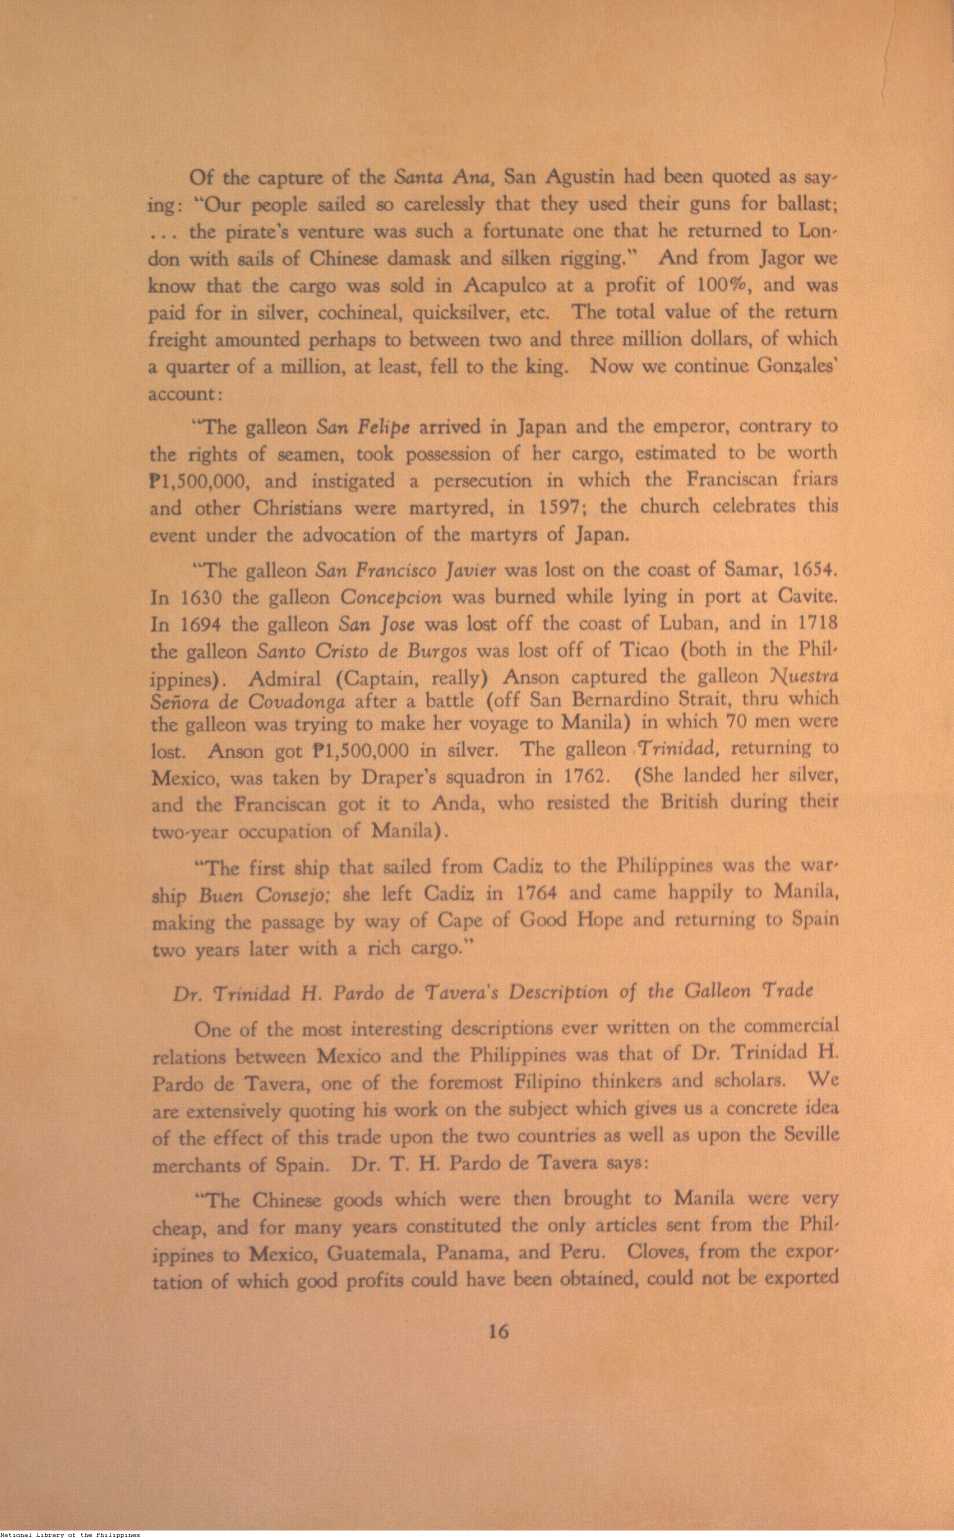 Of the capture of the Santa Ana, San Agustin had been quoted as say-
ing: "Our people sailed so carelessly that they used their guns for ballast;
... the pirate's venture was such a fortunate one that he returned to Lon-
don with sails of Chinese damask and silken rigging." And from Jagor we
know that the cargo was sold in Acapulco at a profit of 100%, and was
paid for in silver, cochineal, quicksilver, etc. The total value of the return
freight amounted perhaps to between two and three million dollars, of which
a quarter of a million, at least, fell to the king. Now we continue Gonzales'
account:
"The galleon San Felipe arrived in Japan and the emperor, contrary to
the rights of seamen, took possession of her cargo, estimated to be worth
₱1,500,000, and instigated a persecution in which the Franciscan friars
and other Christians were martyred, in 1597; the church celebrates this
event under the advocation of the martyrs of Japan.
"The galleon San Francisco Javier was lost on the coast of Samar, 1654.
In 1630 the galleon Concepcion was burned while lying in port at Cavite.
In 1694 the galleon San Jose was lost off the coast of Luban, and in 1718
the galleon Santo Cristo de Burgos was lost off of Ticao (both in the Phil-
ippines). Admiral (Captain, really) Anson captured the galleon Nuestra
Señora de Covadonga after a battle (off San Bernardino Strait, thru which
the galleon was trying to make her voyage to Manila) in which 70 men were
lost. Anson got ₱1,500,000 in silver. The galleon Trinidad, returning to
Mexico, was taken by Draper's squadron in 1762. (She landed her silver,
and the Franciscan got it to Anda, who resisted the British during their
two-year occupation of Manila).
"The first ship that sailed from Cadiz to the Philippines was the war-
ship Buen Consejo; she left Cadiz in 1764 and came happily to Manila,
making the passage by way of Cape of Good Hope and returning to Spain
two years later with a rich cargo."
Dr. Trinidad H. Pardo de Tavera's Description of the Galleon Trade
One of the most interesting descriptions ever written on the commercial
relations between Mexico and the Philippines was that of Dr. Trinidad H.
Pardo de Tavera, one of the foremost Filipino thinkers and scholars. We
are extensively quoting his work on the subject which gives us a concrete idea
of the effect of this trade upon the two countries as well as upon the Seville
merchants of Spain. Dr. T. H. Pardo de Tavera says:
"The Chinese goods which were then brought to Manila were very
cheap, and for many years constituted the only articles sent from the Phil-
ippines to Mexico, Guatemala, Panama, and Peru. Cloves, from the expor-
tation of which good profits could have been obtained, could not be exported
16
National Library of the Philippines